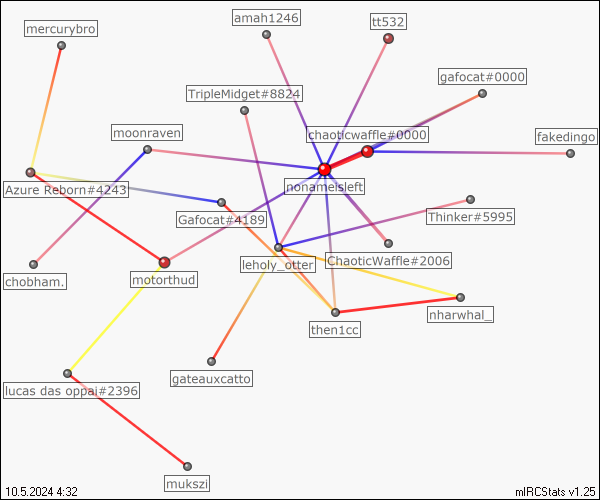 amah1246
tt532
mercurybro
gafocat#0000
TripleMidget#8824
moonraven
chaoticwaffle#0000
fakedingo
nonameisleft
Azure Reborn#4243
Gafocat#4189
Thinker#5995
leholy_otter
ChaoticWaffle#2006
chobham.
motorthud
nharwhal_
then1cc
gateauxcatto
lucas das oppai#2396
mukszi
10.5.2024 4:32
mIRCStats v1.25